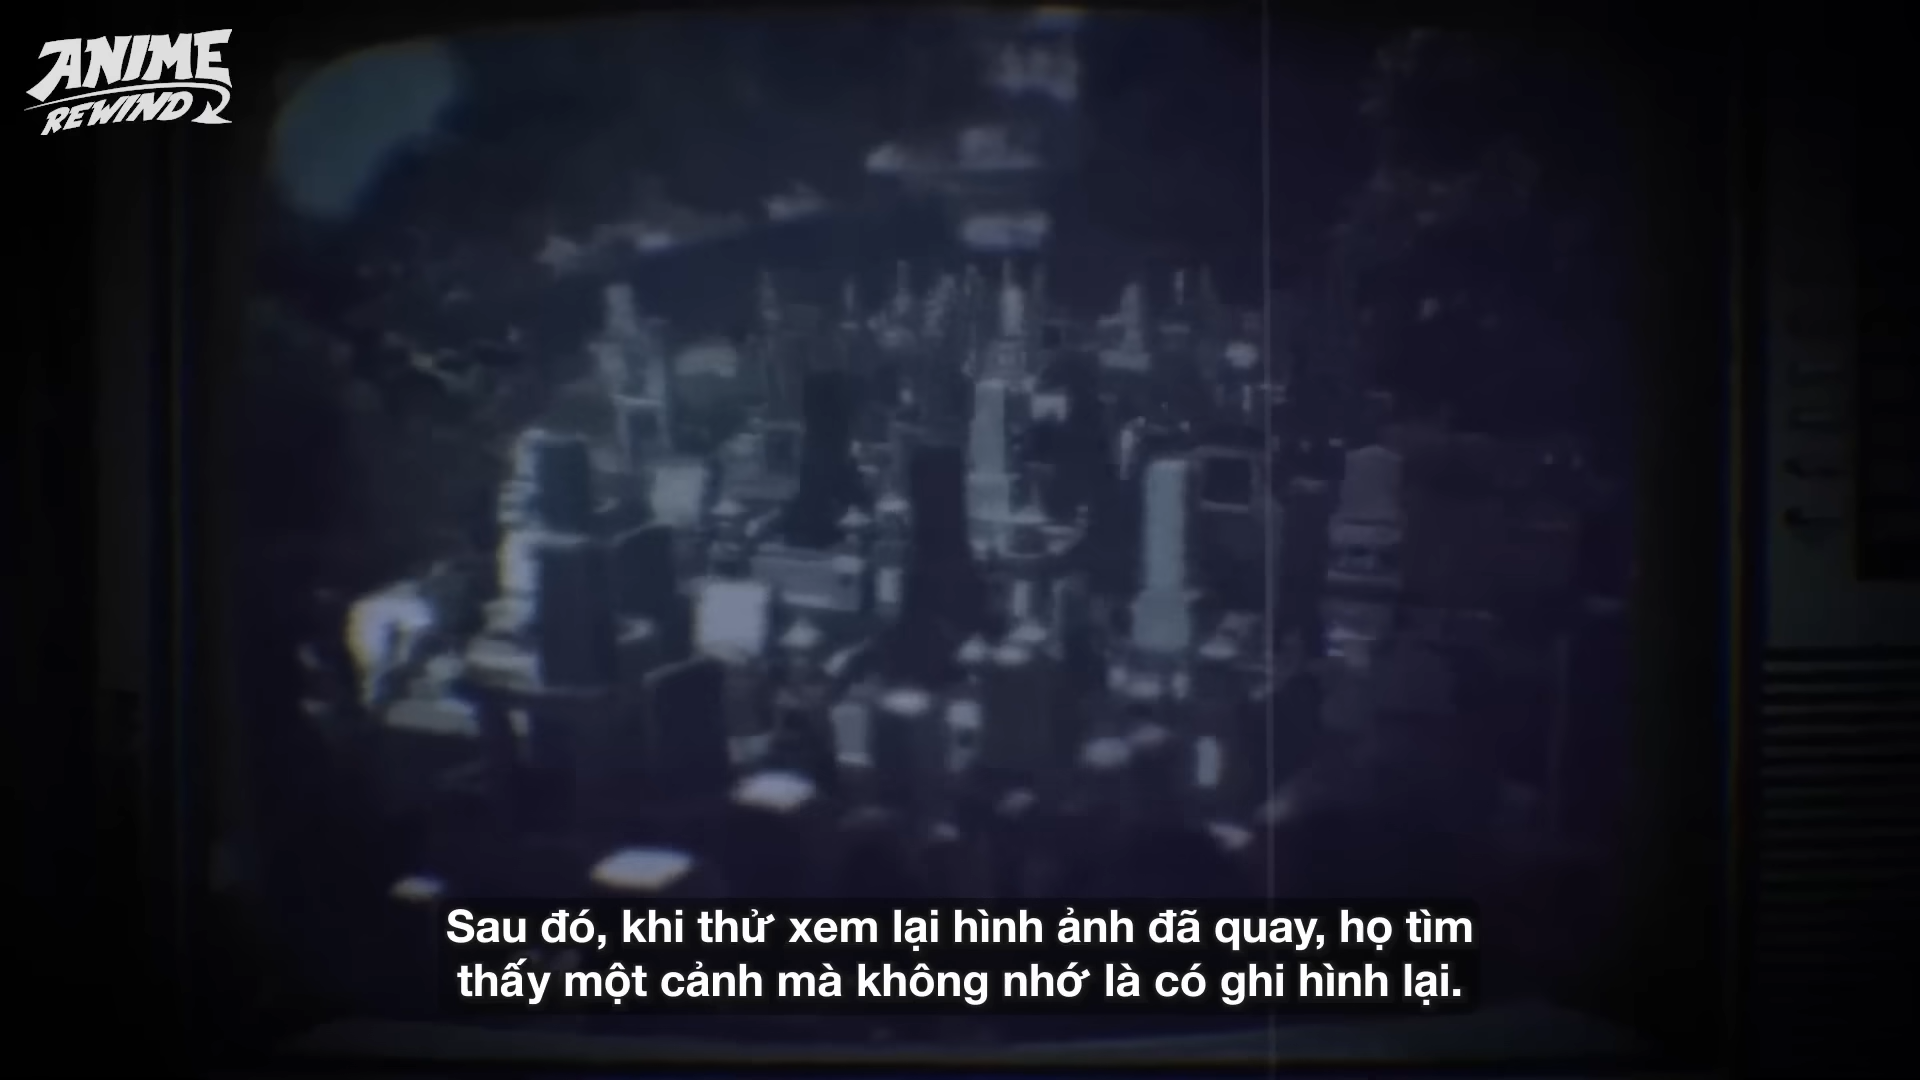 ANIME
REWIND
Sau đó, khi thử xem lại hình ảnh đã quay, họ tìm
thấy một cảnh mà không nhớ là có ghi hình lại.